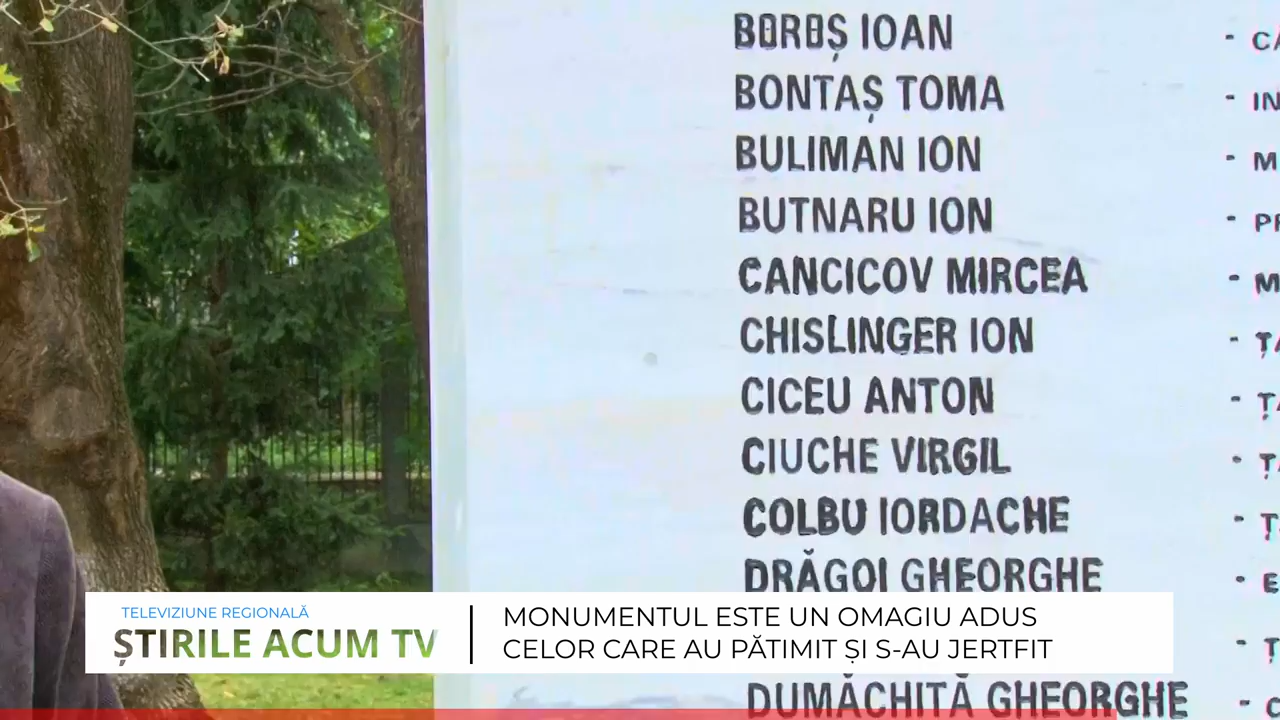 BOROȘ IOAN
BONTAȘ TOMA
BULIMAN ION
BUTNARU ION
CANCICOV MIRCEA
CHISLINGER ION
CICEU ANTON
CIUCHE VIRGIL
COLBU IORDACHE
DRĂGOI GHEORGHE
DUMĂCHIȚĂ GHEORGHE
TELEVIZIUNE REGIONALĂ
ȘTIRILE ACUM TV
MONUMENTUL ESTE UN OMAGIU ADUS
CELOR CARE AU PĂTIMIT ȘI S-AU JERTFIT